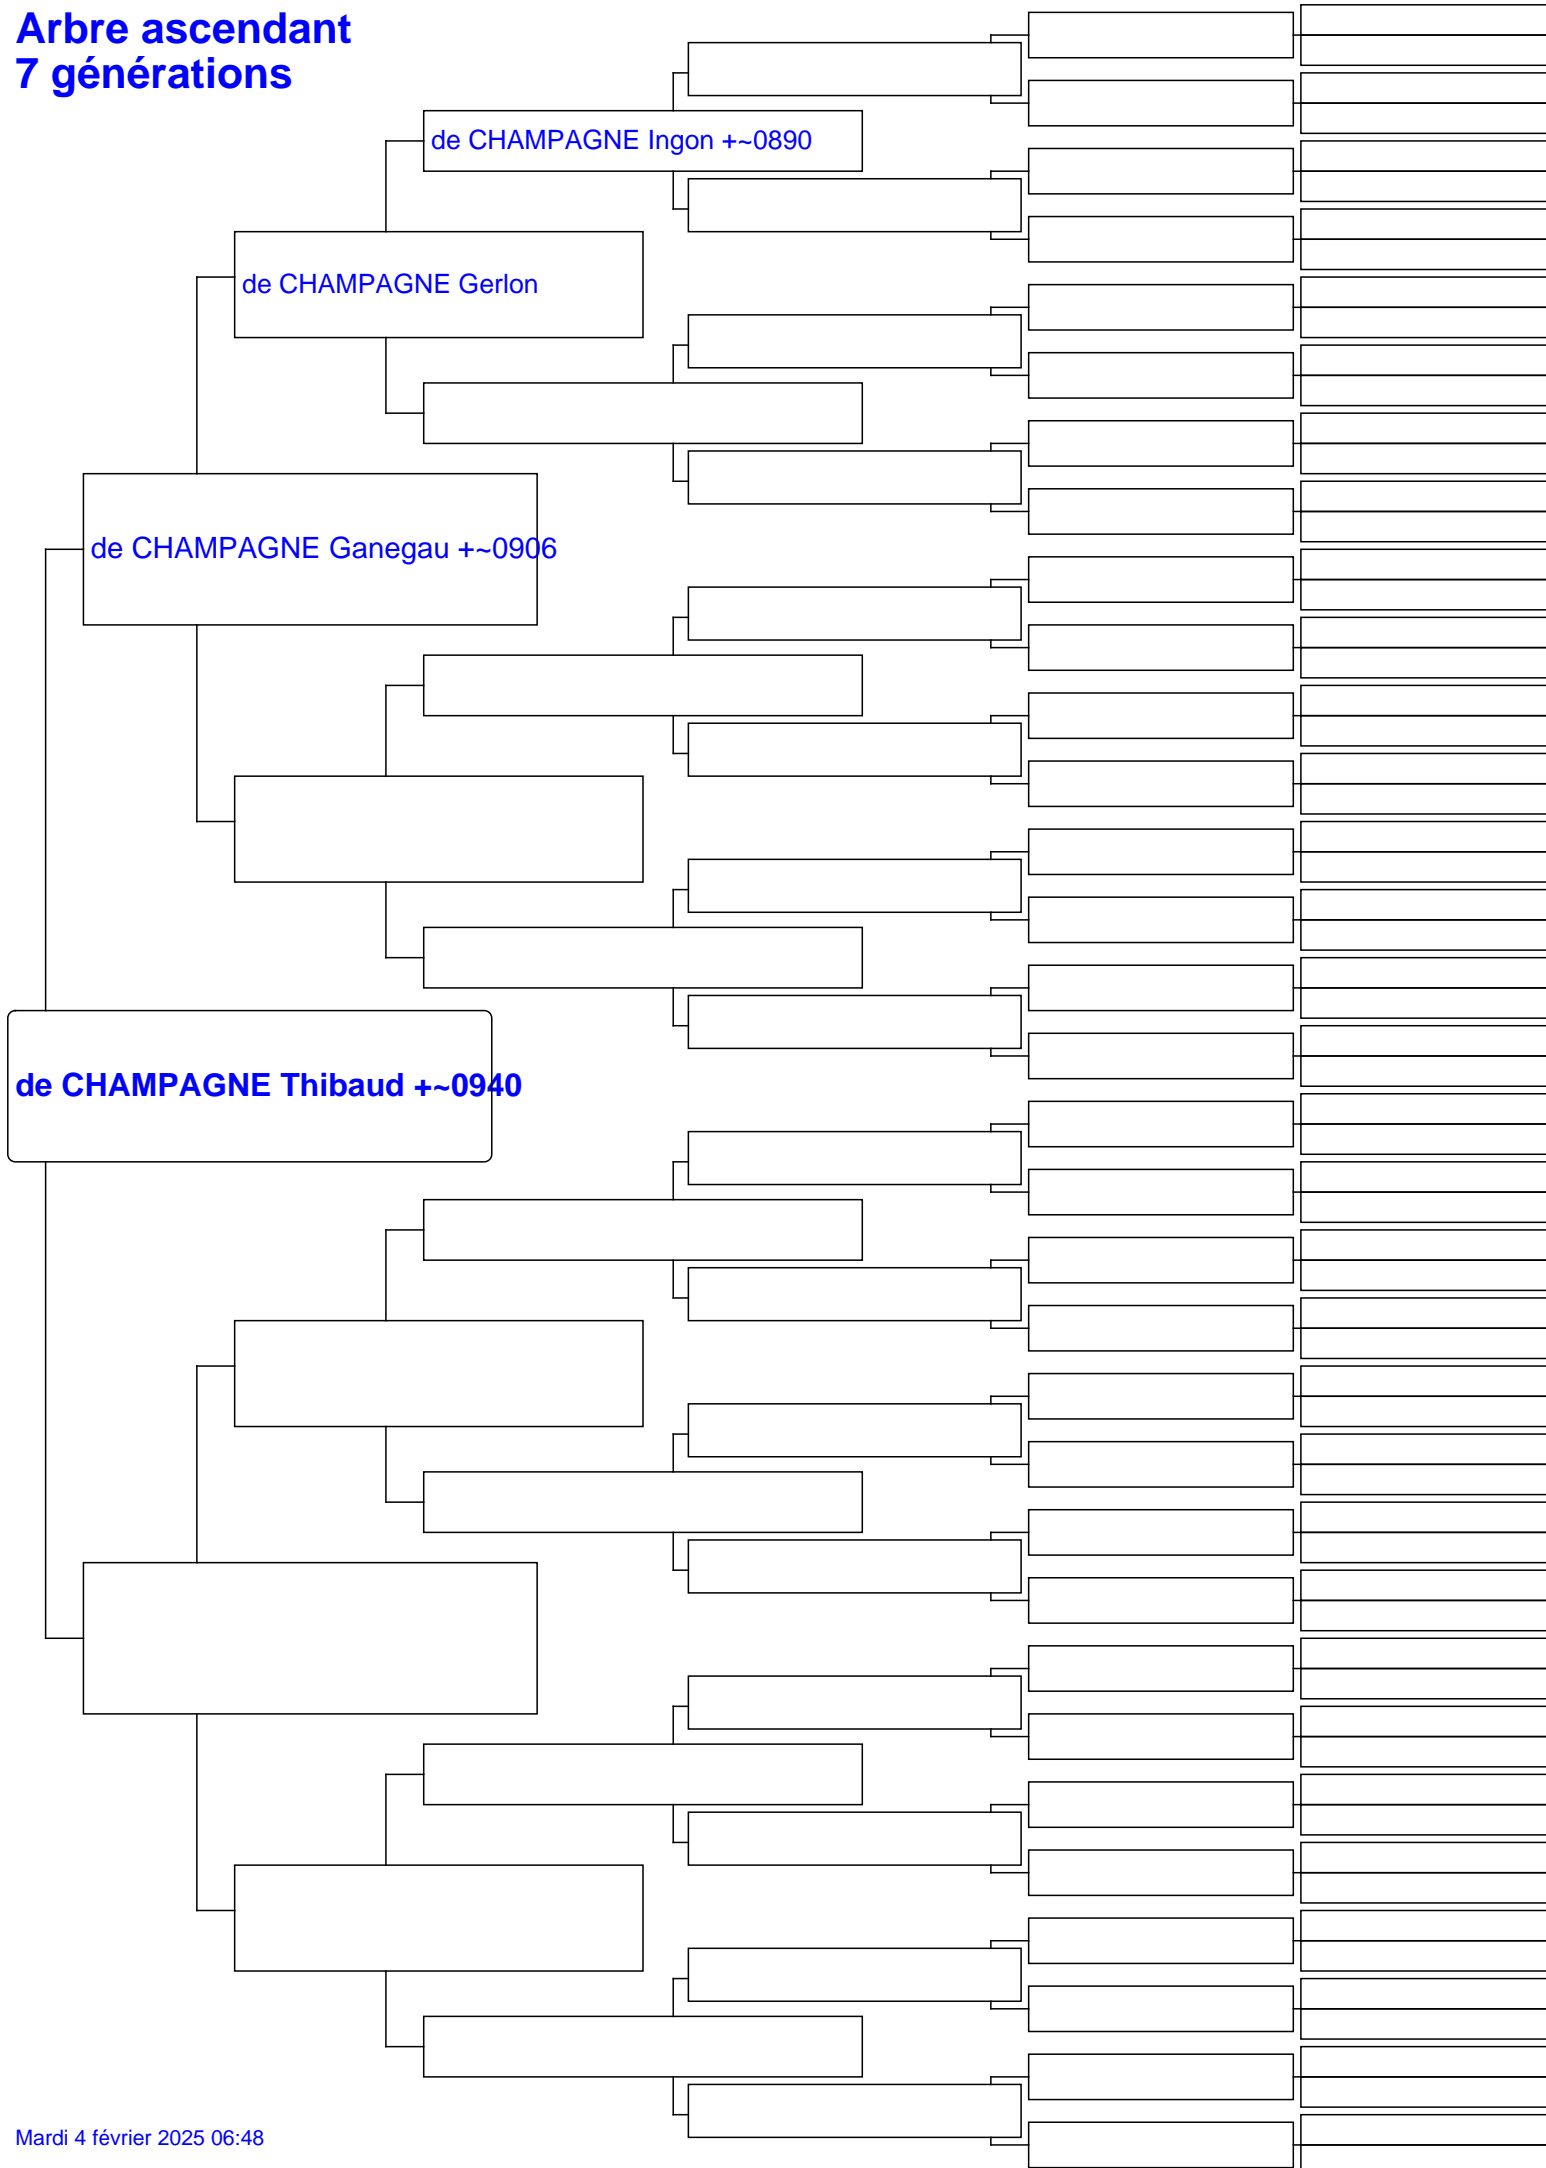 Arbre ascendant
7 générations
de CHAMPAGNE Ingon +~0890
de CHAMPAGNE Gerlon
de CHAMPAGNE Ganegau +~0906
de CHAMPAGNE Thibaud +~0940
Mardi 4 février 2025 06:48